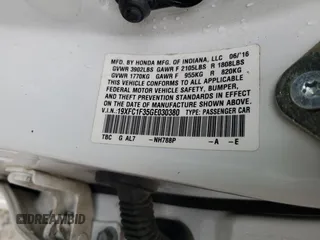 MFD. BY HONDA MFG. OF INDIANA, LLC 06/'16
GVWR 3902LBS GAWR F 2105LBS R 1808LBS
GVWR 1770KG GAWR F 955KG R 820KG
THIS VEHICLE CONFORMS TO ALL APPLICABLE
FEDERAL MOTOR VEHICLE SAFETY, BUMPER,
AND THEFT PREVENTION STANDARDS IN EFFECT ON
THE DATE OF MANUFACTURE SHOWN ABOVE.
V.I.N.:19XFC1F35GE030380 TYPE: PASSENGER CAR
TBC G AL7 -NH788P -A -E
CREATEDAMBID